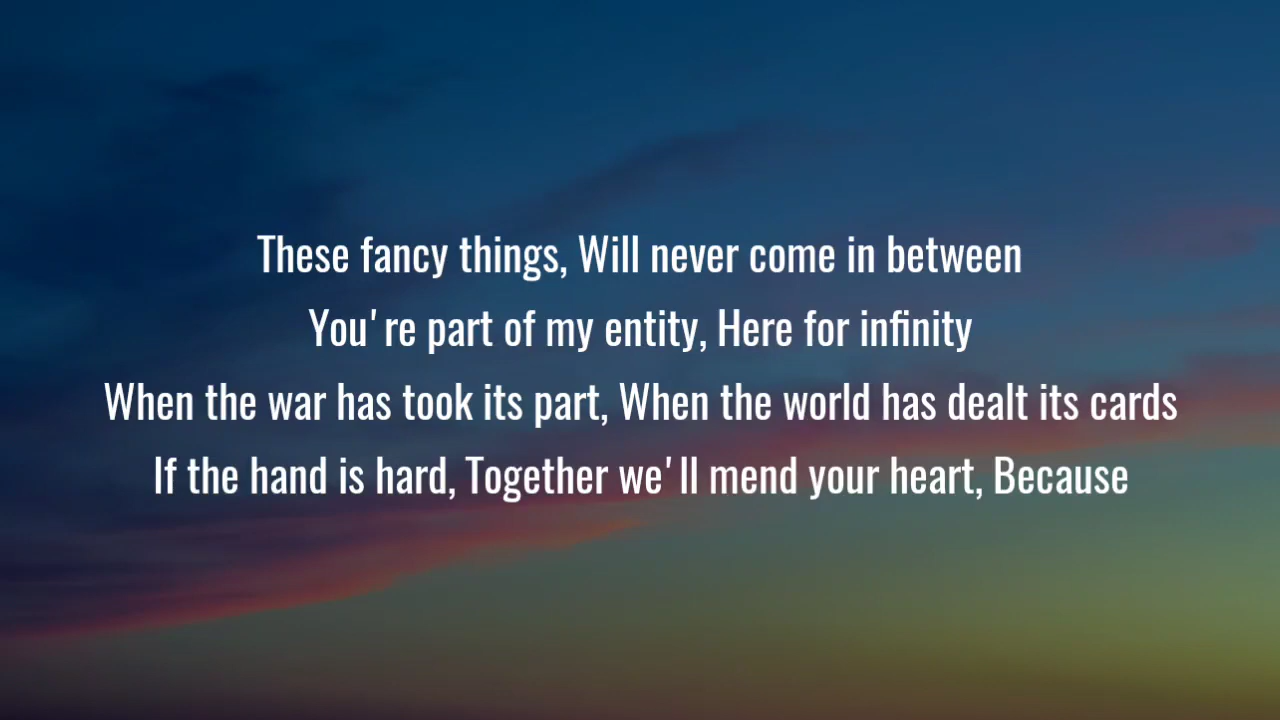 These fancy things, Will never come in between
You're part of my entity, Here for infinity
When the war has took its part, When the world has dealt its cards
If the hand is hard, Together we'll mend your heart, Because